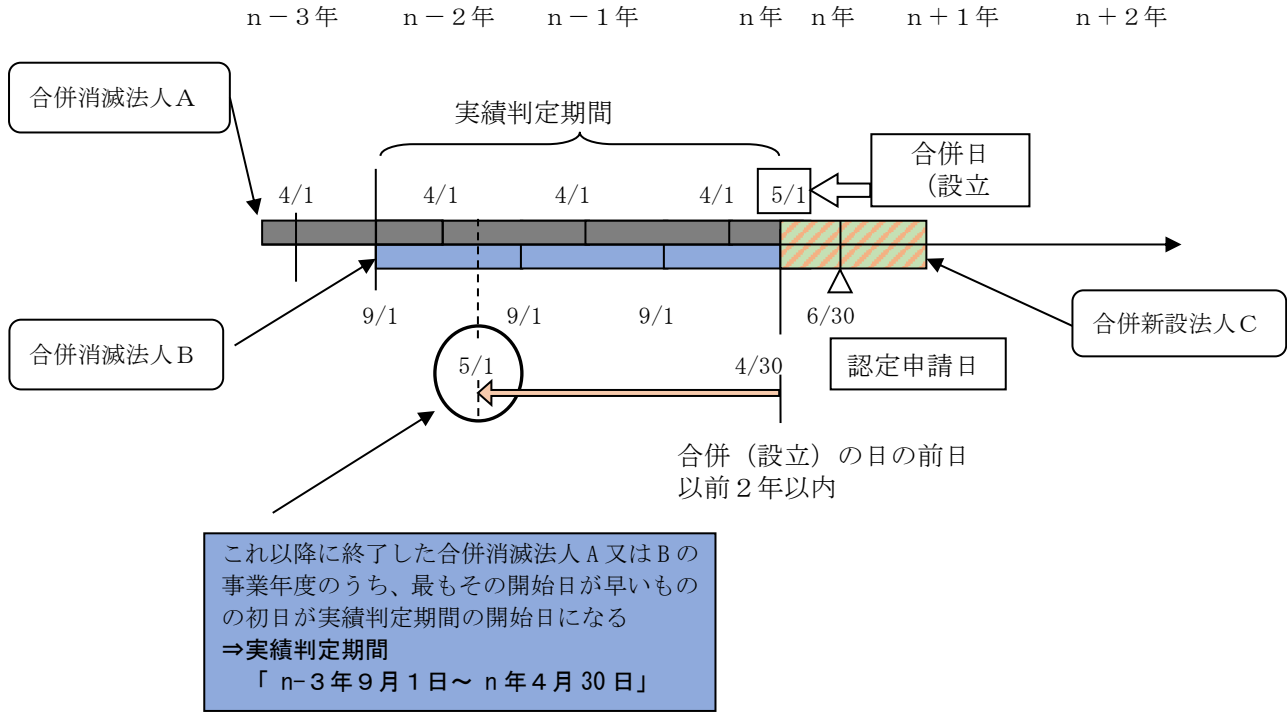 ｎ－３年　ｎ－２年　ｎ－１年　ｎ年　ｎ年　ｎ＋１年　ｎ＋２年
合併消滅法人Ａ
実績判定期間
合併日
（設立
4/1　4/1　4/1　4/1　5/1
9/1　9/1　9/1　6/30
合併消滅法人Ｂ
合併新設法人Ｃ
5/1　4/30
認定申請日
合併（設立）の日の前日
以前２年以内
これ以降に終了した合併消滅法人 A 又は B の
事業年度のうち、最もその開始日が早いもの
の初日が実績判定期間の開始日になる
⇒実績判定期間
「 n-３年９月１日～ n 年４月 30 日」